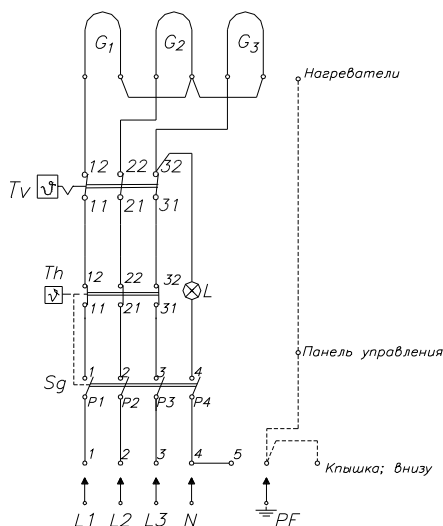 G1 G2 G3
Нагреватели
12 22 32
Tv ϑ
11 21 31
Th
12 22 32
ϑ L
11 21 31
Панель управления
1 2 3 4
Sg
P1 P2 P3 P4
1 2 3 4 5
Кпышка; внизу
L1 L2 L3 N PF